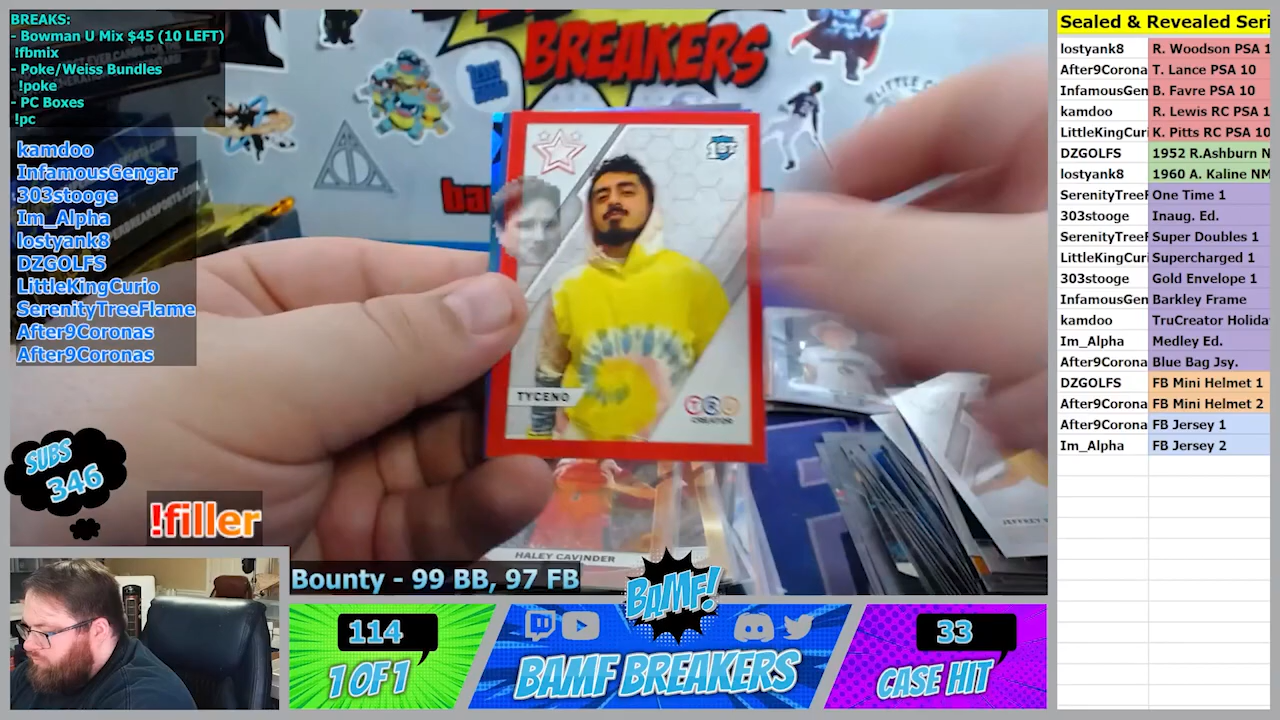 BREAKS:
- Bowman U Mix $45 (10 LEFT)
!fbmix
- Poke/Weiss Bundles
!poke
- PC Boxes
!pc
kamdoo
InfamousGengar
303stooge
Im_Alpha
lostyank8
DZGOLFS
LittleKingCurio
SerenityTreeFlame
After9Coronas
After9Coronas
SUBS
346
!filler
BREAKERS
1ST
TYCENO
CREATOR
HALEY CAVINDER
Bounty - 99 BB, 97 FB
BAMF!
114
1 OF 1
BAMF BREAKERS
33
CASE HIT
Sealed & Revealed Seri
lostyank8 R. Woodson PSA 1
After9Corona T. Lance PSA 10
InfamousGen B. Favre PSA 10
kamdoo R. Lewis RC PSA 1
LittleKingCuri K. Pitts RC PSA 10
DZGOLFS 1952 R.Ashburn N
lostyank8 1960 A. Kaline NM
SerenityTreeF One Time 1
303stooge Inaug. Ed.
SerenityTreeF Super Doubles 1
LittleKingCuri Supercharged 1
303stooge Gold Envelope 1
InfamousGen Barkley Frame
kamdoo TruCreator Holida
Im_Alpha Medley Ed.
After9Corona Blue Bag Jsy.
DZGOLFS FB Mini Helmet 1
After9Corona FB Mini Helmet 2
After9Corona FB Jersey 1
Im_Alpha FB Jersey 2